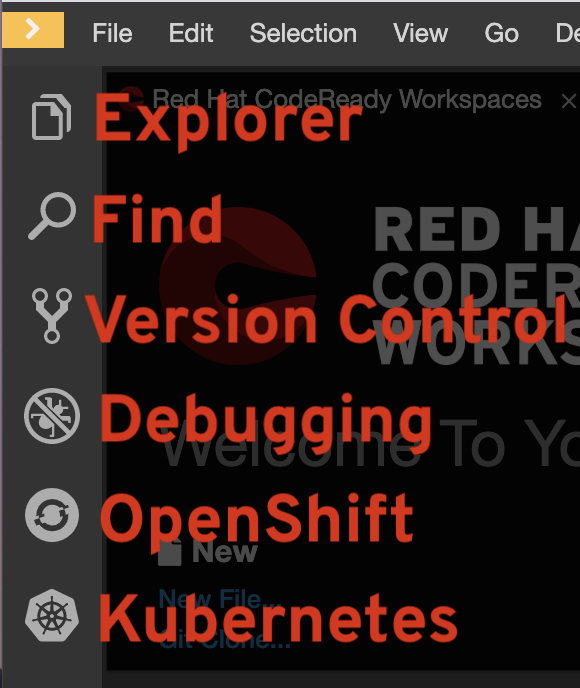 File Edit Selection View Go De
Red Hat CodeReady Workspaces ×
Explorer
Find
RED HA
CODER
Version Control
WORKS
Debugging
Welcome To Yo
OpenShift
New
New File...
Kubernetes
Git Clone...